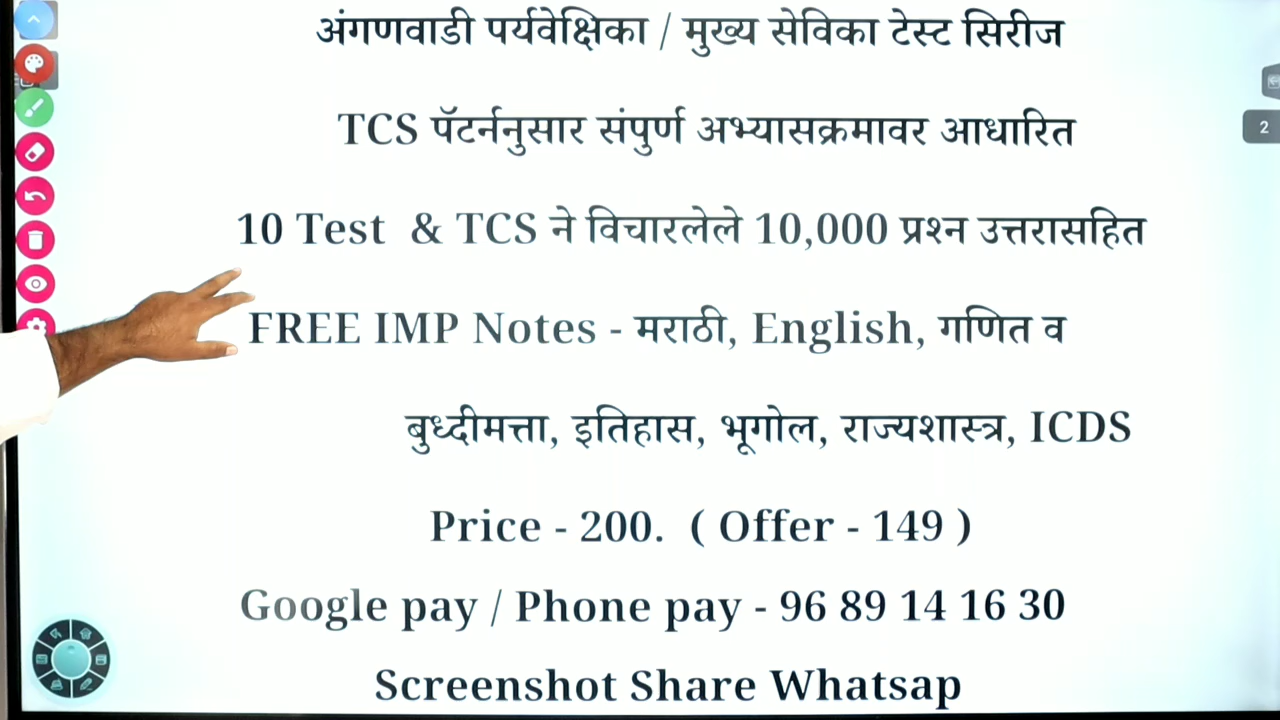 अंगणवाडी पर्यवेक्षिका / मुख्य सेविका टेस्ट सिरीज
TCS पॅटर्ननुसार संपुर्ण अभ्यासक्रमावर आधारित
10 Test & TCS ने विचारलेले 10,000 प्रश्न उत्तरासहित
FREE IMP Notes - मराठी, English, गणित व
बुध्दीमत्ता, इतिहास, भूगोल, राज्यशास्त्र, ICDS
Price - 200. ( Offer - 149 )
Google pay / Phone pay - 96 89 14 16 30
Screenshot Share Whatsap
2